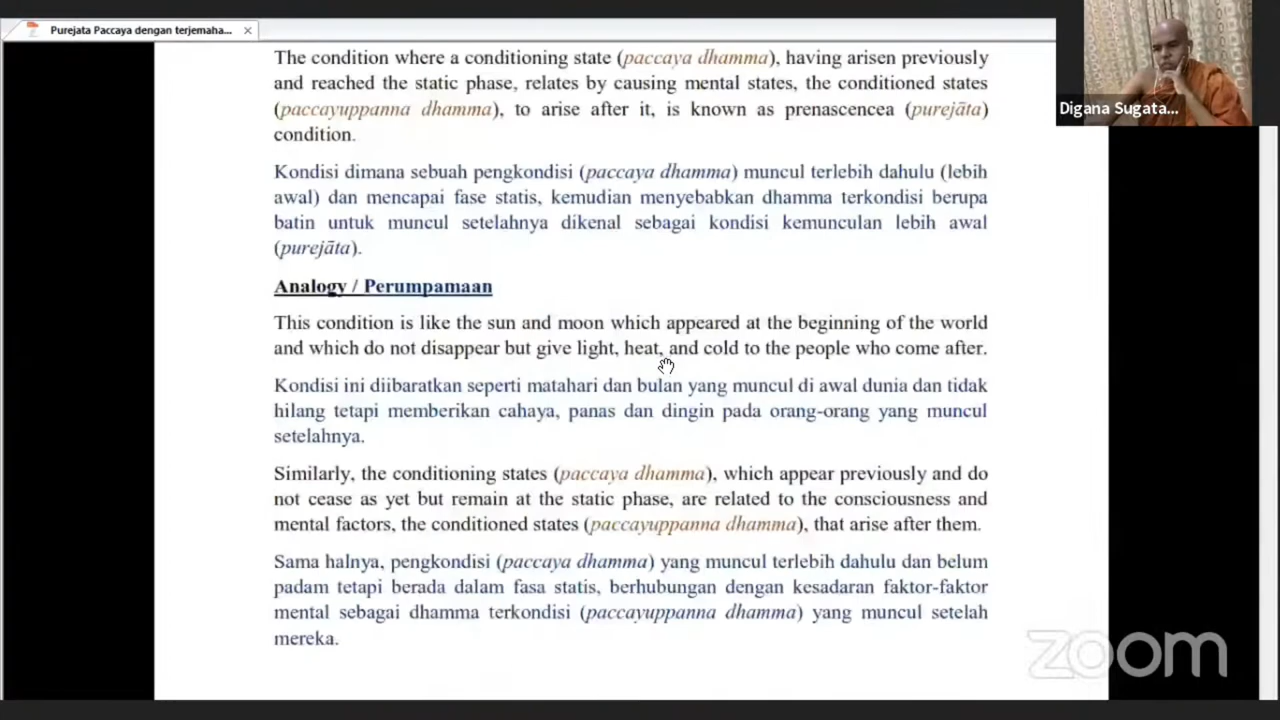 Purejata Paccaya dengan terjemaha...
The condition where a conditioning state (paccaya dhamma), having arisen previously
and reached the static phase, relates by causing mental states, the conditioned states
(paccayuppanna dhamma), to arise after it, is known as prenascencea (purejāta)
condition.
Kondisi dimana sebuah pengkondisi (paccaya dhamma) muncul terlebih dahulu (lebih
awal) dan mencapai fase statis, kemudian menyebabkan dhamma terkondisi berupa
batin untuk muncul setelahnya dikenal sebagai kondisi kemunculan lebih awal
(purejāta).
Analogy / Perumpamaan
This condition is like the sun and moon which appeared at the beginning of the world
and which do not disappear but give light, heat, and cold to the people who come after.
Kondisi ini diibaratkan seperti matahari dan bulan yang muncul di awal dunia dan tidak
hilang tetapi memberikan cahaya, panas dan dingin pada orang-orang yang muncul
setelahnya.
Similarly, the conditioning states (paccaya dhamma), which appear previously and do
not cease as yet but remain at the static phase, are related to the consciousness and
mental factors, the conditioned states (paccayuppanna dhamma), that arise after them.
Sama halnya, pengkondisi (paccaya dhamma) yang muncul terlebih dahulu dan belum
padam tetapi berada dalam fasa statis, berhubungan dengan kesadaran faktor-faktor
mental sebagai dhamma terkondisi (paccayuppanna dhamma) yang muncul setelah
mereka.
Digana Sugata...
zoom